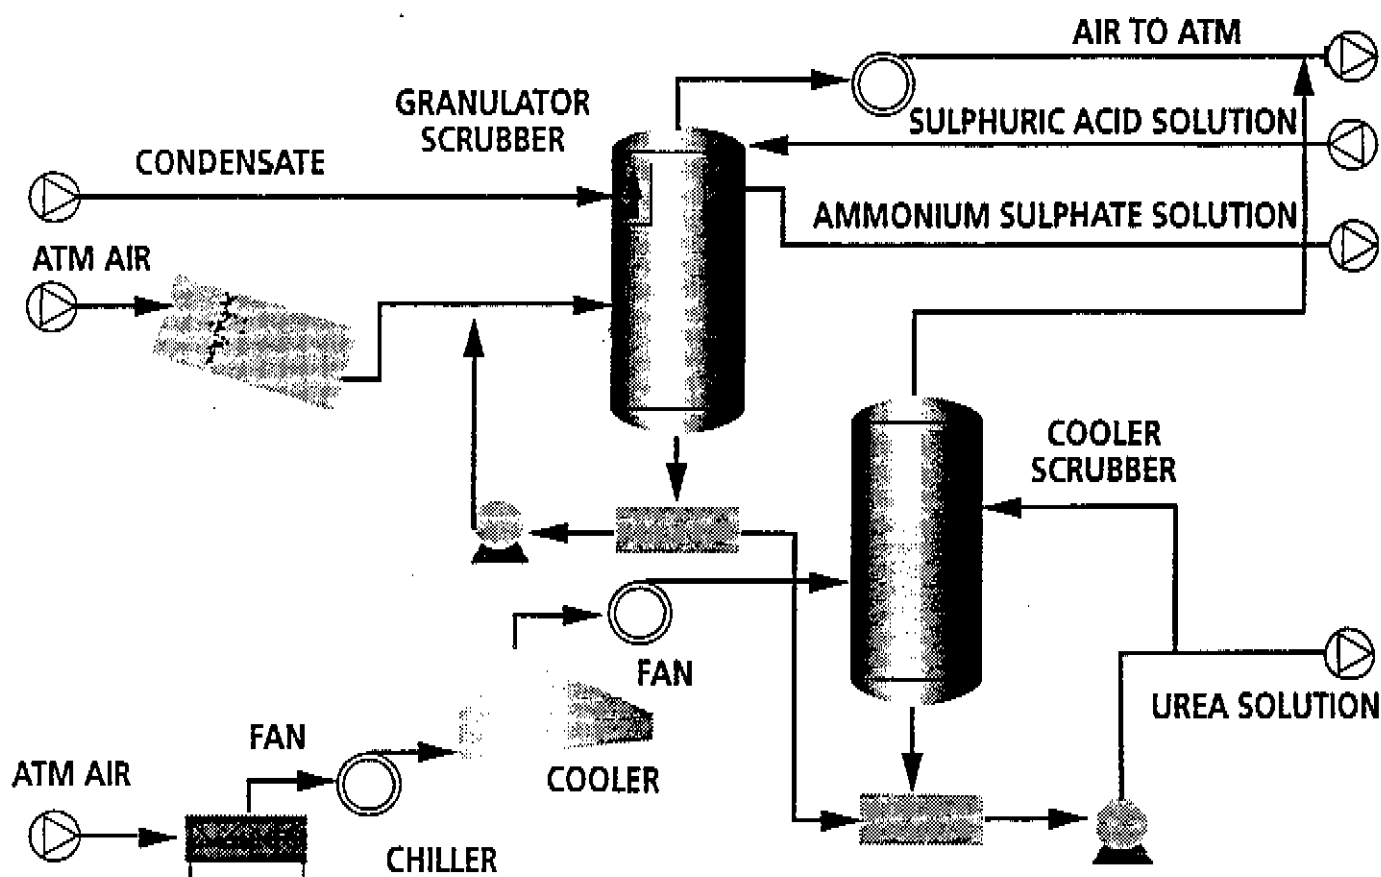 AIR TO ATM
GRANULATOR
SCRUBBER
SULPHURIC ACID SOLUTION
CONDENSATE
AMMONIUM SULPHATE SOLUTION
ATM AIR
COOLER
SCRUBBER
FAN
UREA SOLUTION
FAN
COOLER
ATM AIR
CHILLER